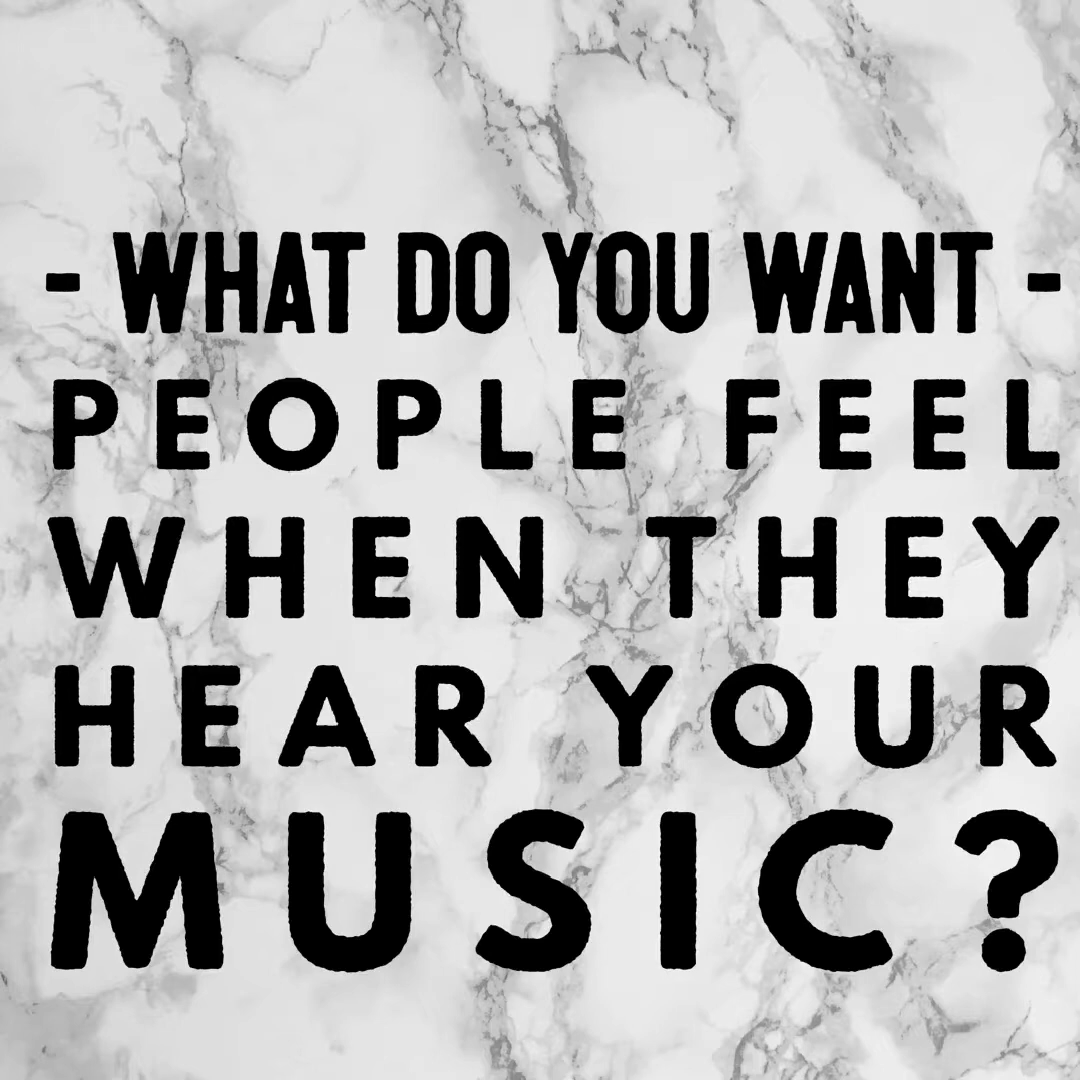 - WHAT DO YOU WANT -
PEOPLE FEEL
WHEN THEY
HEAR YOUR
MUSIC?